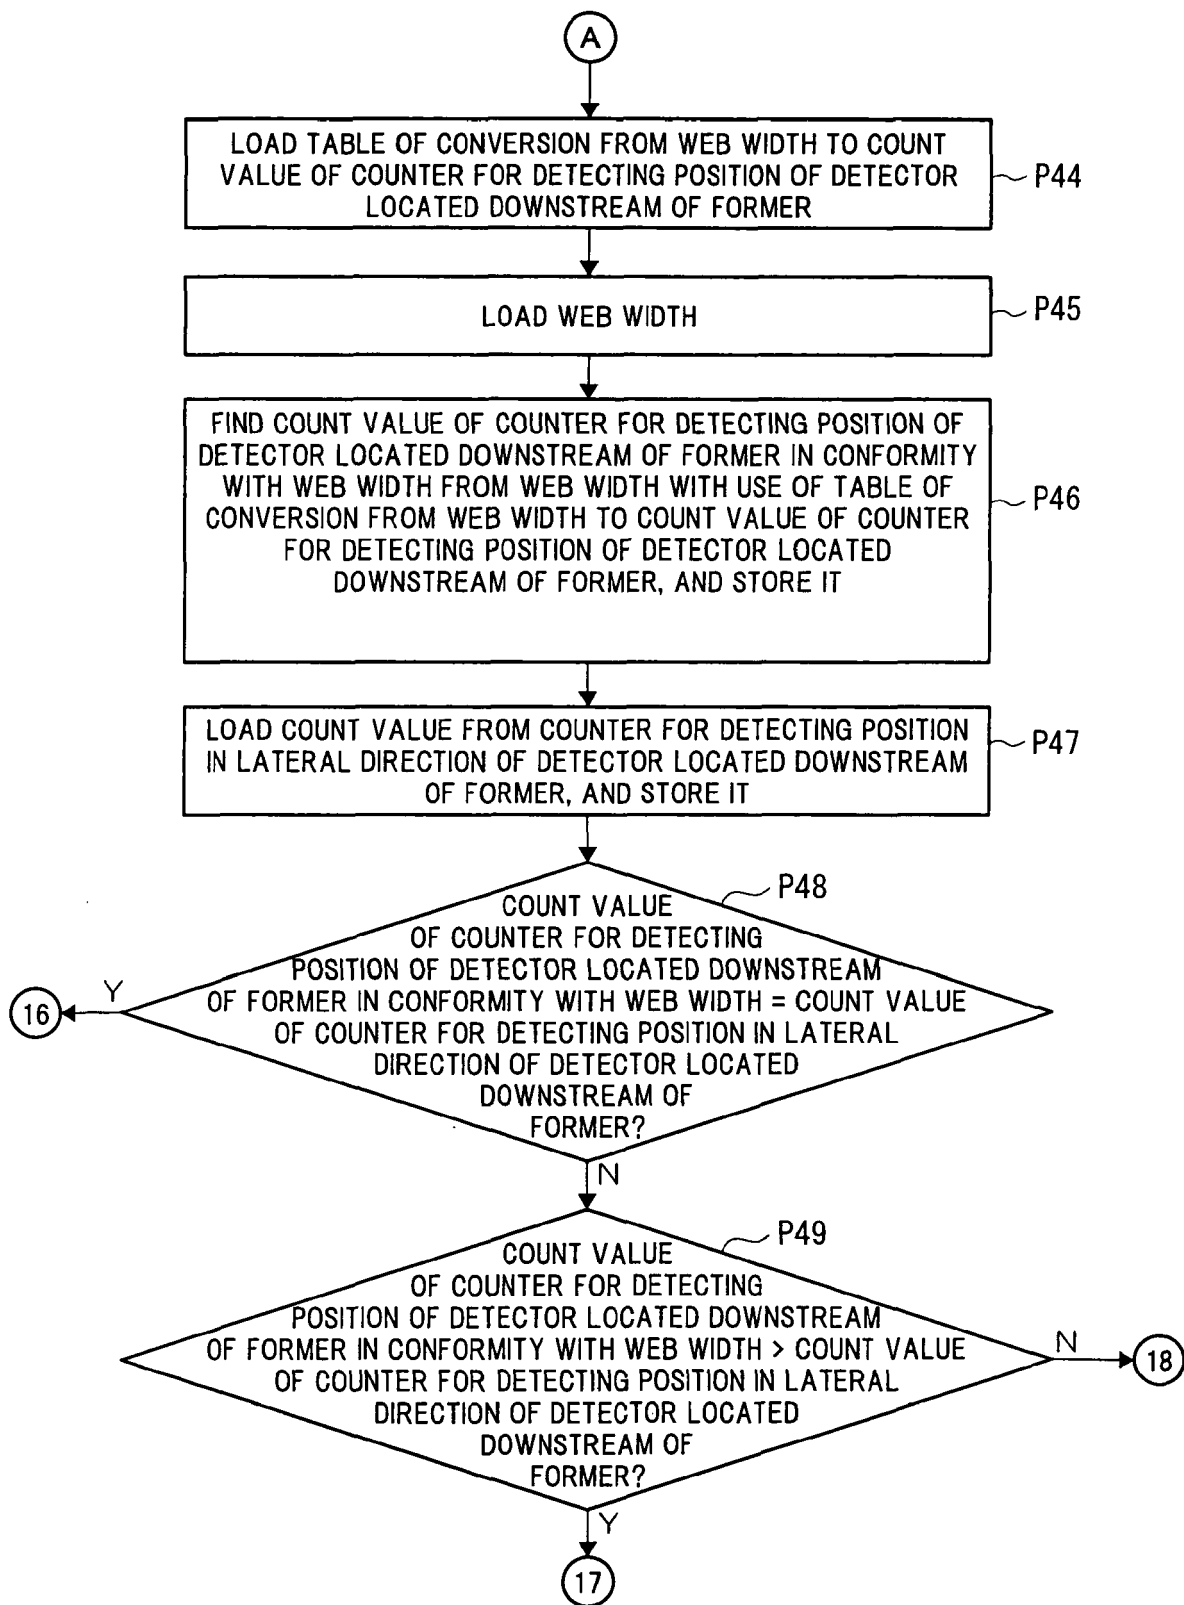 A
LOAD TABLE OF CONVERSION FROM WEB WIDTH TO COUNT
VALUE OF COUNTER FOR DETECTING POSITION OF DETECTOR
LOCATED DOWNSTREAM OF FORMER
P44
LOAD WEB WIDTH
P45
FIND COUNT VALUE OF COUNTER FOR DETECTING POSITION OF
DETECTOR LOCATED DOWNSTREAM OF FORMER IN CONFORMITY
WITH WEB WIDTH FROM WEB WIDTH WITH USE OF TABLE OF
CONVERSION FROM WEB WIDTH TO COUNT VALUE OF COUNTER
FOR DETECTING POSITION OF DETECTOR LOCATED
DOWNSTREAM OF FORMER, AND STORE IT
P46
LOAD COUNT VALUE FROM COUNTER FOR DETECTING POSITION
IN LATERAL DIRECTION OF DETECTOR LOCATED DOWNSTREAM
OF FORMER, AND STORE IT
P47
P48
COUNT VALUE
OF COUNTER FOR DETECTING
POSITION OF DETECTOR LOCATED DOWNSTREAM
OF FORMER IN CONFORMITY WITH WEB WIDTH = COUNT VALUE
OF COUNTER FOR DETECTING POSITION IN LATERAL
DIRECTION OF DETECTOR LOCATED
DOWNSTREAM OF
FORMER?
Y
16
N
P49
COUNT VALUE
OF COUNTER FOR DETECTING
POSITION OF DETECTOR LOCATED DOWNSTREAM
OF FORMER IN CONFORMITY WITH WEB WIDTH > COUNT VALUE
OF COUNTER FOR DETECTING POSITION IN LATERAL
DIRECTION OF DETECTOR LOCATED
DOWNSTREAM OF
FORMER?
N
18
Y
17